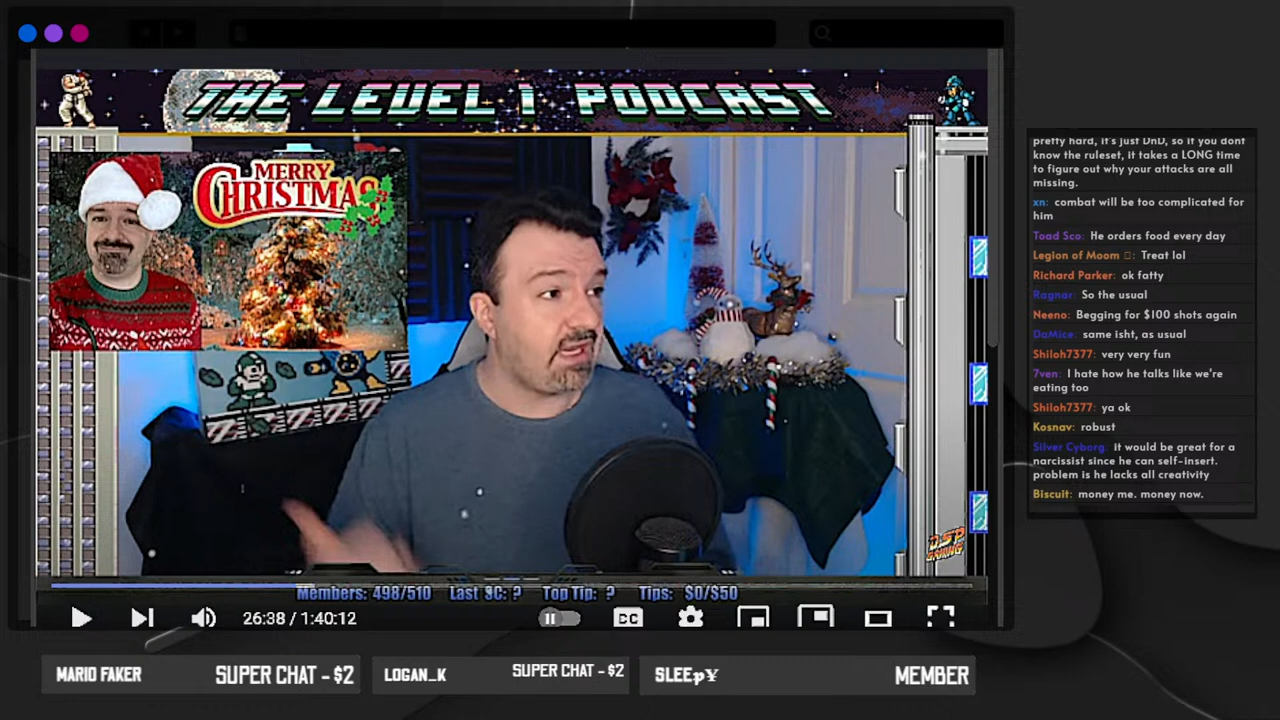 THE LEVEL 1 PODCAST
MERRY
CHRISTMAS
DSP
GAMING
Members: 498/510 Last SC: ? Top Tip: ? Tips: $0/$50
26:38 / 1:40:12
CC
pretty hard, it's just DnD, so if you dont
know the ruleset, it takes a LONG time
to figure out why your attacks are all
missing.
xn: combat will be too complicated for
him
Toad Sco: He orders food every day
Legion of Moom : Treat lol
Richard Parker: ok fatty
Ragnar: So the usual
Neeno: Begging for $100 shots again
DaMice: same isht, as usual
Shiloh7377: very very fun
7ven: I hate how he talks like we're
eating too
Shiloh7377: ya ok
Kosnav: robust
Silver Cyborg: it would be great for a
narcissist since he can self-insert.
problem is he lacks all creativity
Biscuit: money me. money now.
MARIO FAKER SUPER CHAT - $2
LOGAN_K SUPER CHAT - $2
SLEEp¥ MEMBER